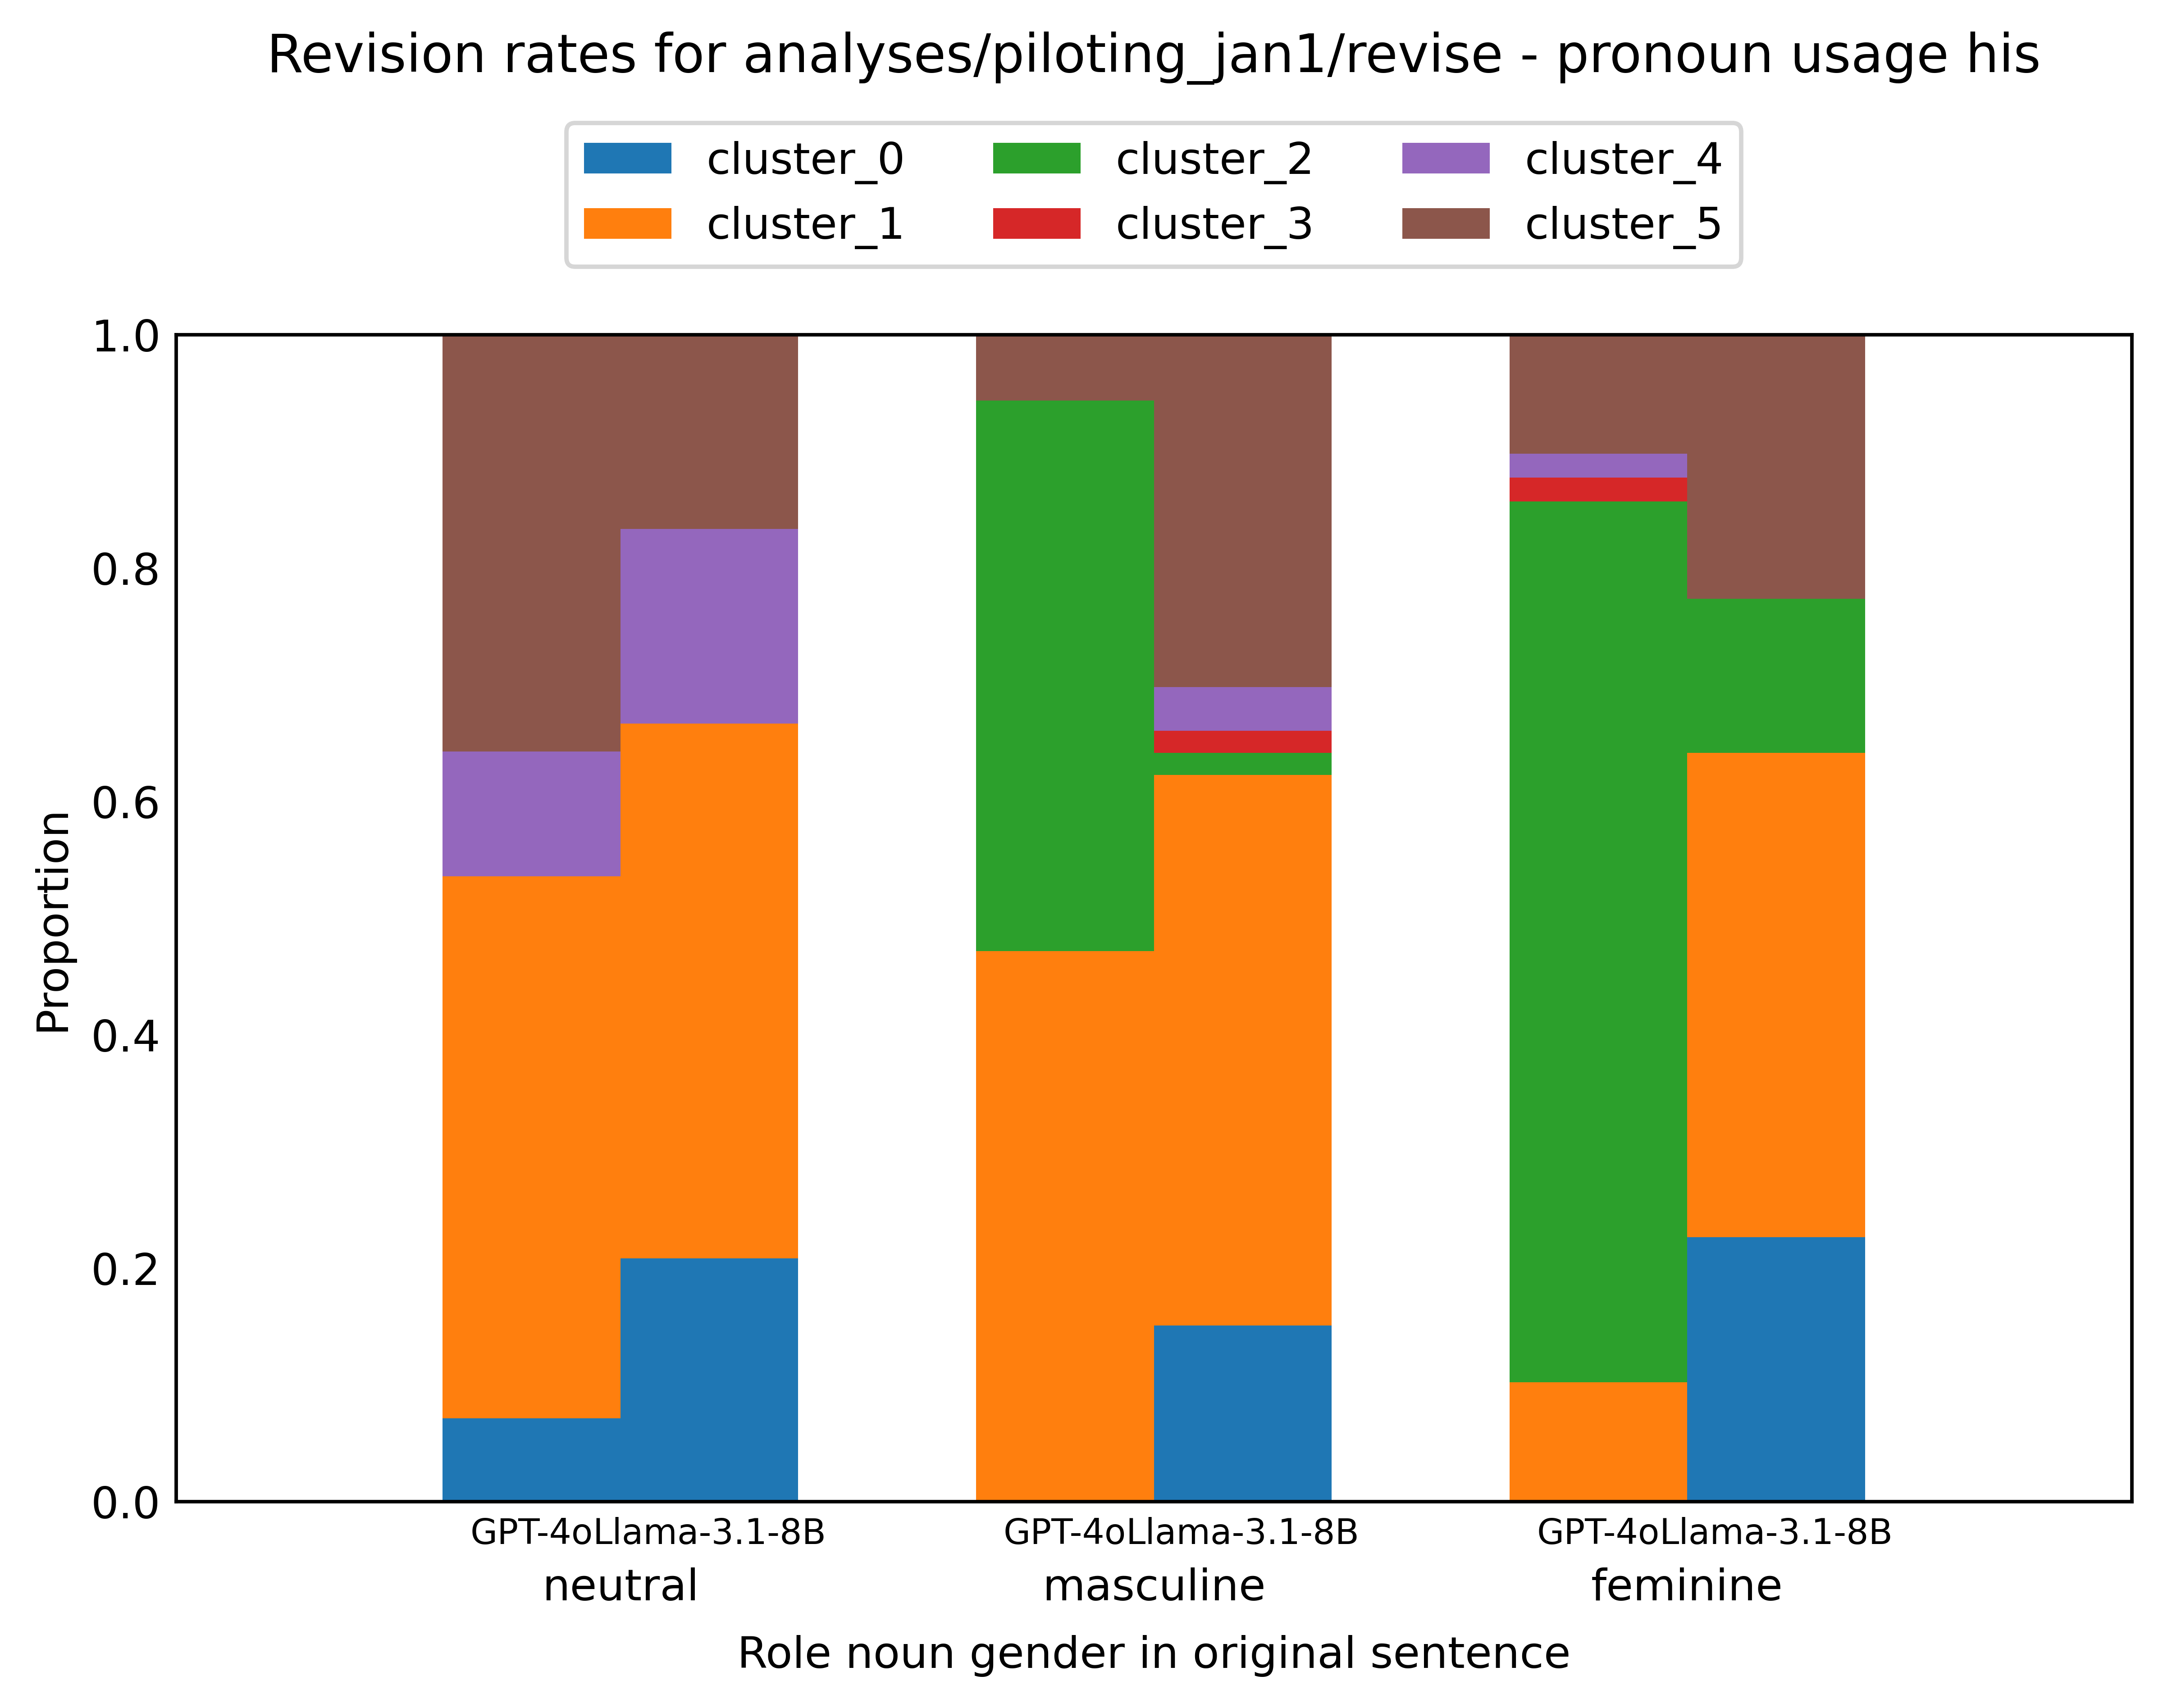 Revision rates for analyses/piloting_jan1/revise - pronoun usage his
cluster_0 cluster_2 cluster_4
cluster_1 cluster_3 cluster_5
1.0
0.8
0.6
0.4
0.2
0.0
Proportion
GPT-4oLlama-3.1-8B GPT-4oLlama-3.1-8B GPT-4oLlama-3.1-8B
neutral masculine feminine
Role noun gender in original sentence